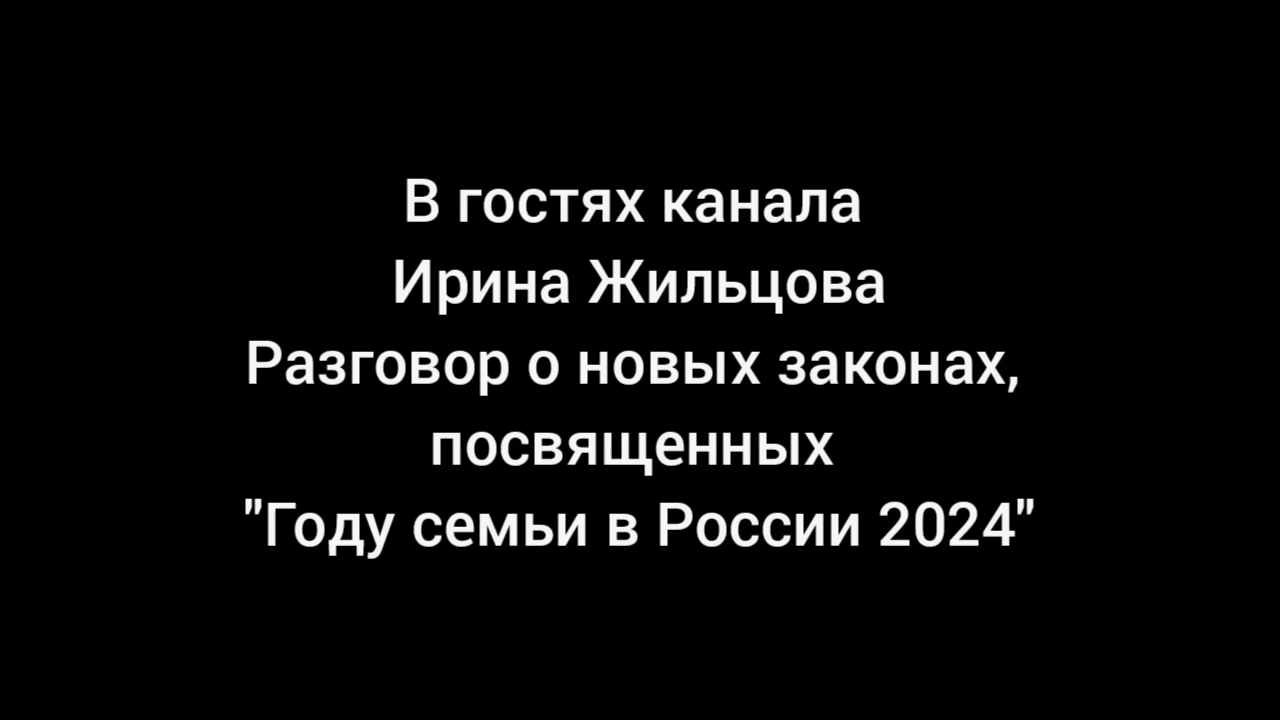 В гостях канала
Ирина Жильцова
Разговор о новых законах,
посвященных
"Году семьи в России 2024"